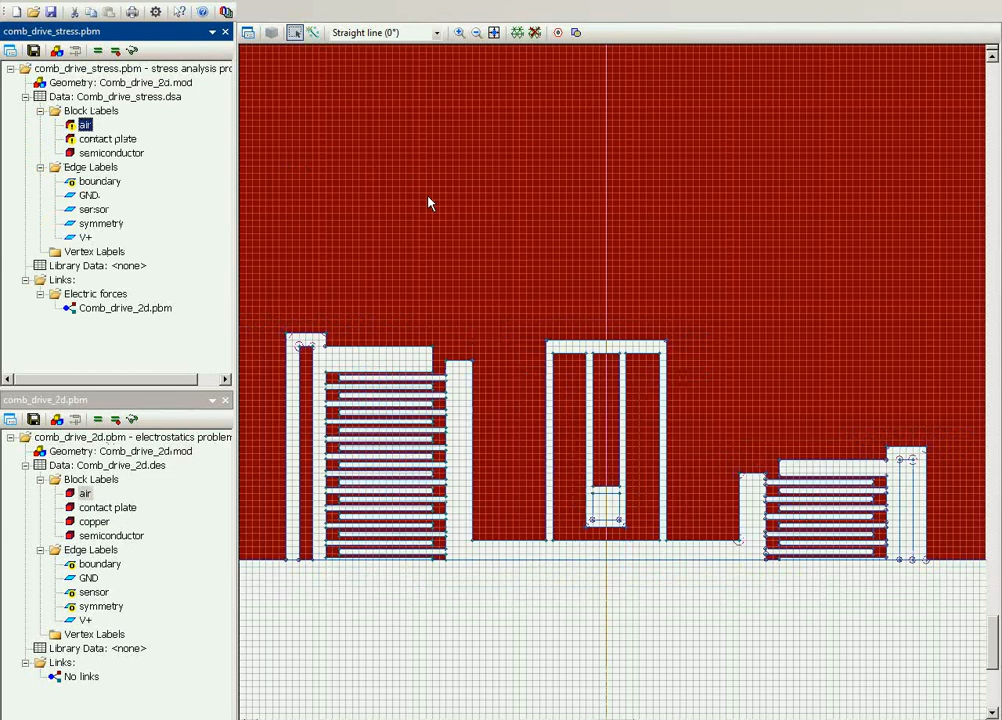 Straight line (0°)
comb_drive_stress.pbm
comb_drive_stress.pbm - stress analysis pro
Geometry: Comb_drive_2d.mod
Data: Comb_drive_stress.dsa
Block Labels
air
contact plate
semiconductor
Edge Labels
boundary
GND
sensor
symmetry
V+
Vertex Labels
Library Data: <none>
Links:
Electric forces
Comb_drive_2d.pbm
comb_drive_2d.pbm
comb_drive_2d.pbm - electrostatics problem
Geometry: Comb_drive_2d.mod
Data: Comb_drive_2d.des
Block Labels
air
contact plate
copper
semiconductor
Edge Labels
boundary
GND
sensor
symmetry
V+
Vertex Labels
Library Data: <none>
Links:
No links